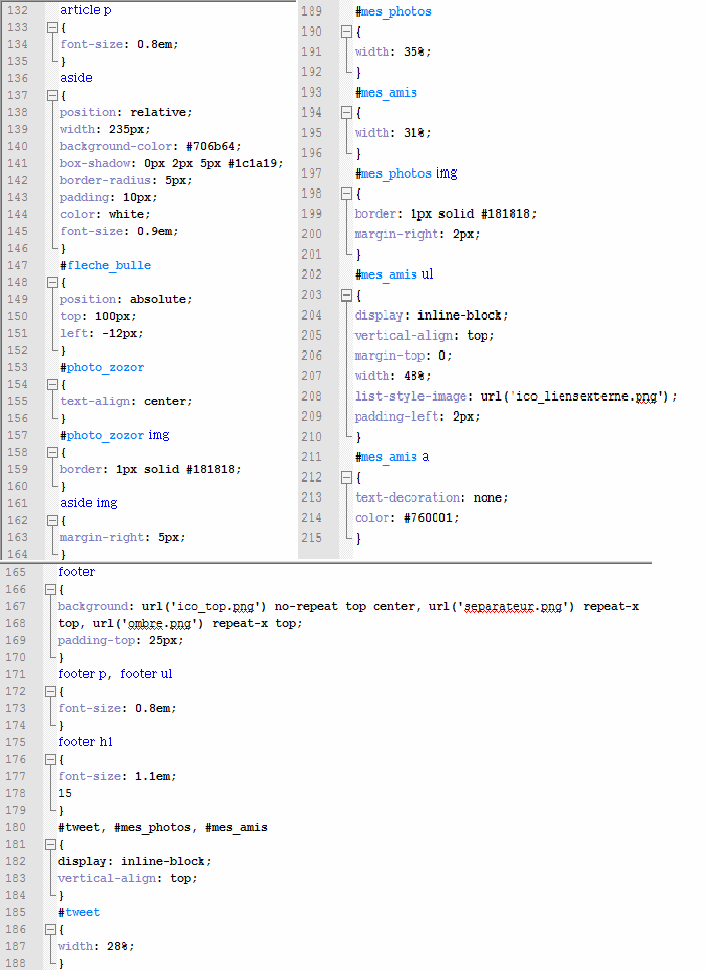 132 article p
133 {
134 font-size: 0.8em;
135 }
136 aside
137 {
138 position: relative;
139 width: 235px;
140 background-color: #706b64;
141 box-shadow: 0px 2px 5px #1c1a19;
142 border-radius: 5px;
143 padding: 10px;
144 color: white;
145 font-size: 0.9em;
146 }
147 #fleche_bulle
148 {
149 position: absolute;
150 top: 100px;
151 left: -12px;
152 }
153 #photo_zozor
154 {
155 text-align: center;
156 }
157 #photo_zozor img
158 {
159 border: 1px solid #181818;
160 }
161 aside img
162 {
163 margin-right: 5px;
164 }
165 footer
166 {
167 background: url('ico_top.png') no-repeat top center, url('separateur.png') repeat-x
168 top, url('ombre.png') repeat-x top;
169 padding-top: 25px;
170 }
171 footer p, footer ul
172 {
173 font-size: 0.8em;
174 }
175 footer h1
176 {
177 font-size: 1.1em;
178 15
179 }
180 #tweet, #mes_photos, #mes_amis
181 {
182 display: inline-block;
183 vertical-align: top;
184 }
185 #tweet
186 {
187 width: 28%;
188 }
189 #mes_photos
190 {
191 width: 35%;
192 }
193 #mes_amis
194 {
195 width: 31%;
196 }
197 #mes_photos img
198 {
199 border: 1px solid #181818;
200 margin-right: 2px;
201 }
202 #mes_amis ul
203 {
204 display: inline-block;
205 vertical-align: top;
206 margin-top: 0;
207 width: 48%;
208 list-style-image: url('ico_liensexterne.png');
209 padding-left: 2px;
210 }
211 #mes_amis a
212 {
213 text-decoration: none;
214 color: #760001;
215 }